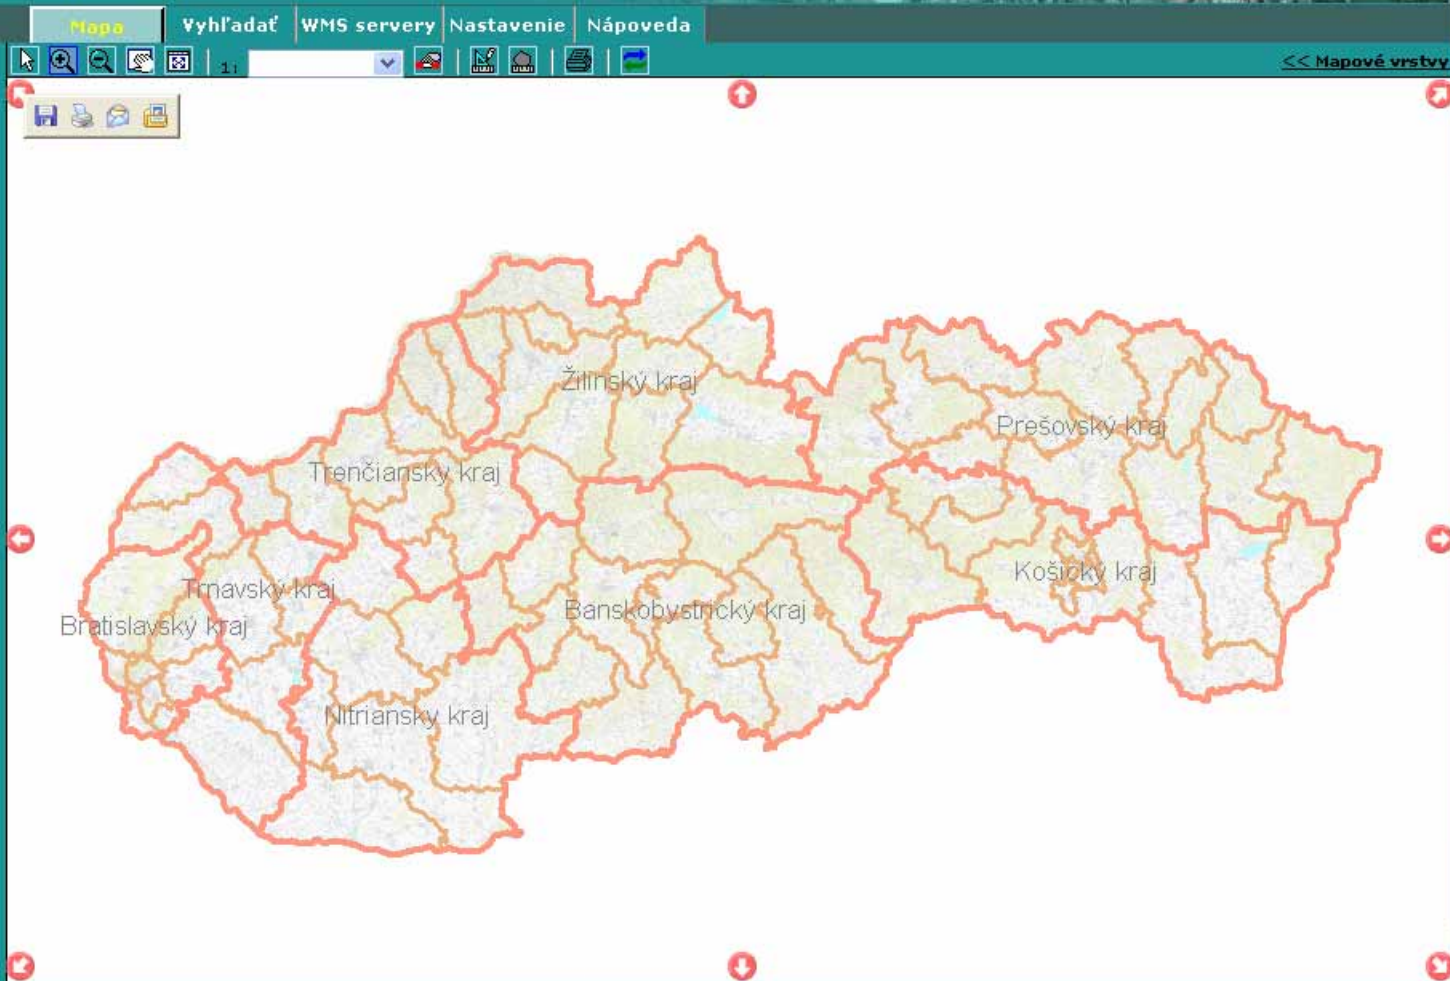 Mapa Vyhľadať WMS servery Nastavenie Nápoveda
1: << Mapové vrstvy
Žilinský kraj
Prešovský kraj
Trenčiansky kraj
Košický kraj
Trnavský kraj
Banskobystrický kraj
Bratislavský kraj
Nitriansky kraj